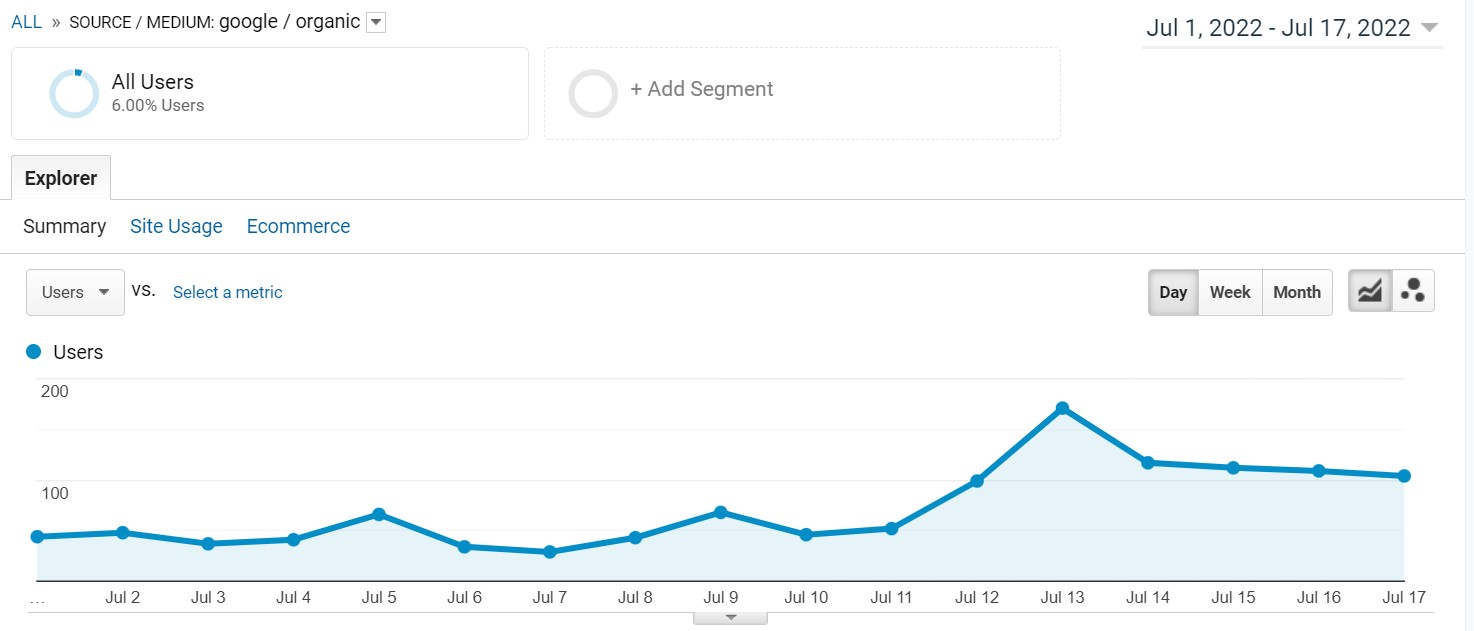 ALL » SOURCE / MEDIUM: google / organic
Jul 1, 2022 - Jul 17, 2022
All Users
6.00% Users
+ Add Segment
Explorer
Summary Site Usage Ecommerce
Users VS. Select a metric
Day Week Month
Users
200
100
... Jul 2 Jul 3 Jul 4 Jul 5 Jul 6 Jul 7 Jul 8 Jul 9 Jul 10 Jul 11 Jul 12 Jul 13 Jul 14 Jul 15 Jul 16 Jul 17